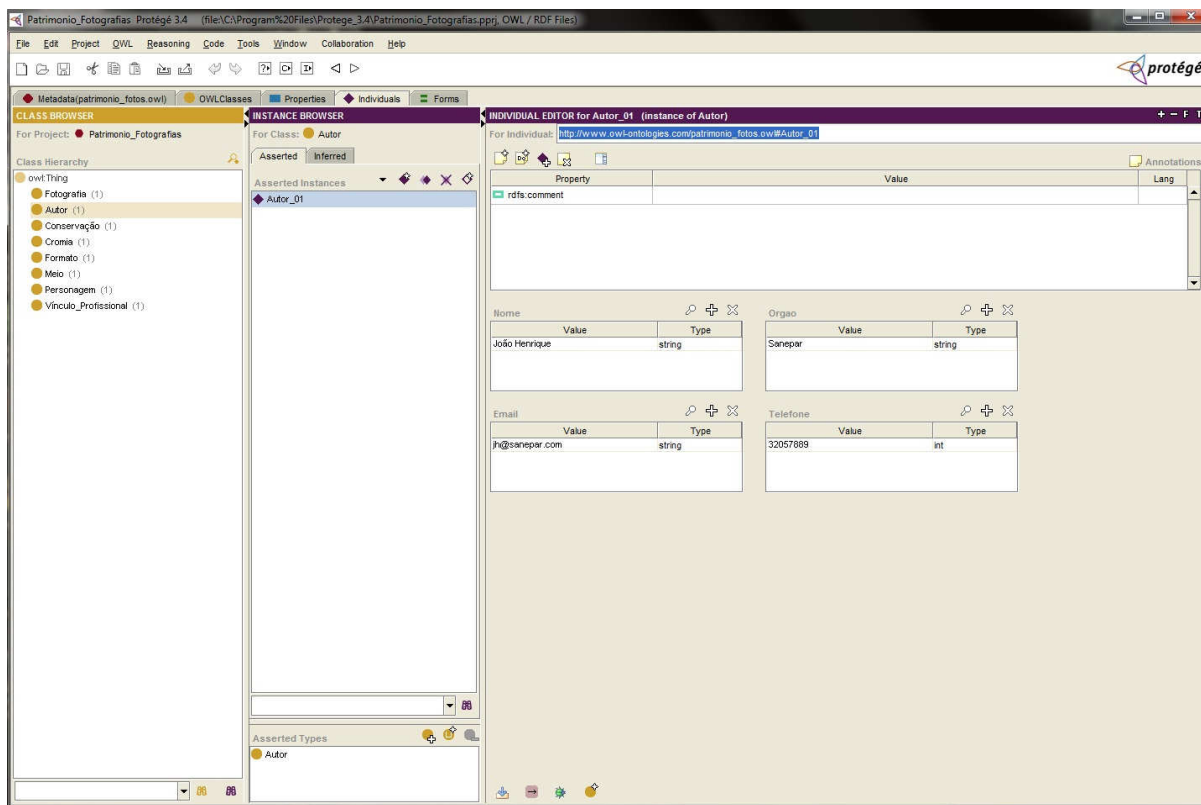 Patrimonio_Fotografias Protégé 3.4 (file:\C:\Program%20Files\Protege_3.4\Patrimonio_Fotografias.pprj, OWL / RDF Files)
File Edit Project OWL Reasoning Code Tools Window Collaboration Help
protégé
Metadata(patrimonio_fotos.owl) OWLClasses Properties Individuals Forms
CLASS BROWSER
For Project: Patrimonio_Fotografias
Class Hierarchy
owl:Thing
Fotografia (1)
Autor (1)
Conservação (1)
Cromia (1)
Formato (1)
Meio (1)
Personagem (1)
Vínculo_Profissional (1)
INSTANCE BROWSER
For Class: Autor
Asserted Inferred
Asserted Instances
Autor_01
Asserted Types
Autor
INDIVIDUAL EDITOR for Autor_01 (instance of Autor)
+ − F T
For Individual: http://www.owl-ontologies.com/patrimonio_fotos.owl#Autor_01
Annotations
Property Value Lang
rdfs:comment
Nome
Value Type
João Henrique string
Orgao
Value Type
Sanepar string
Email
Value Type
jh@sanepar.com string
Telefone
Value Type
32057889 int